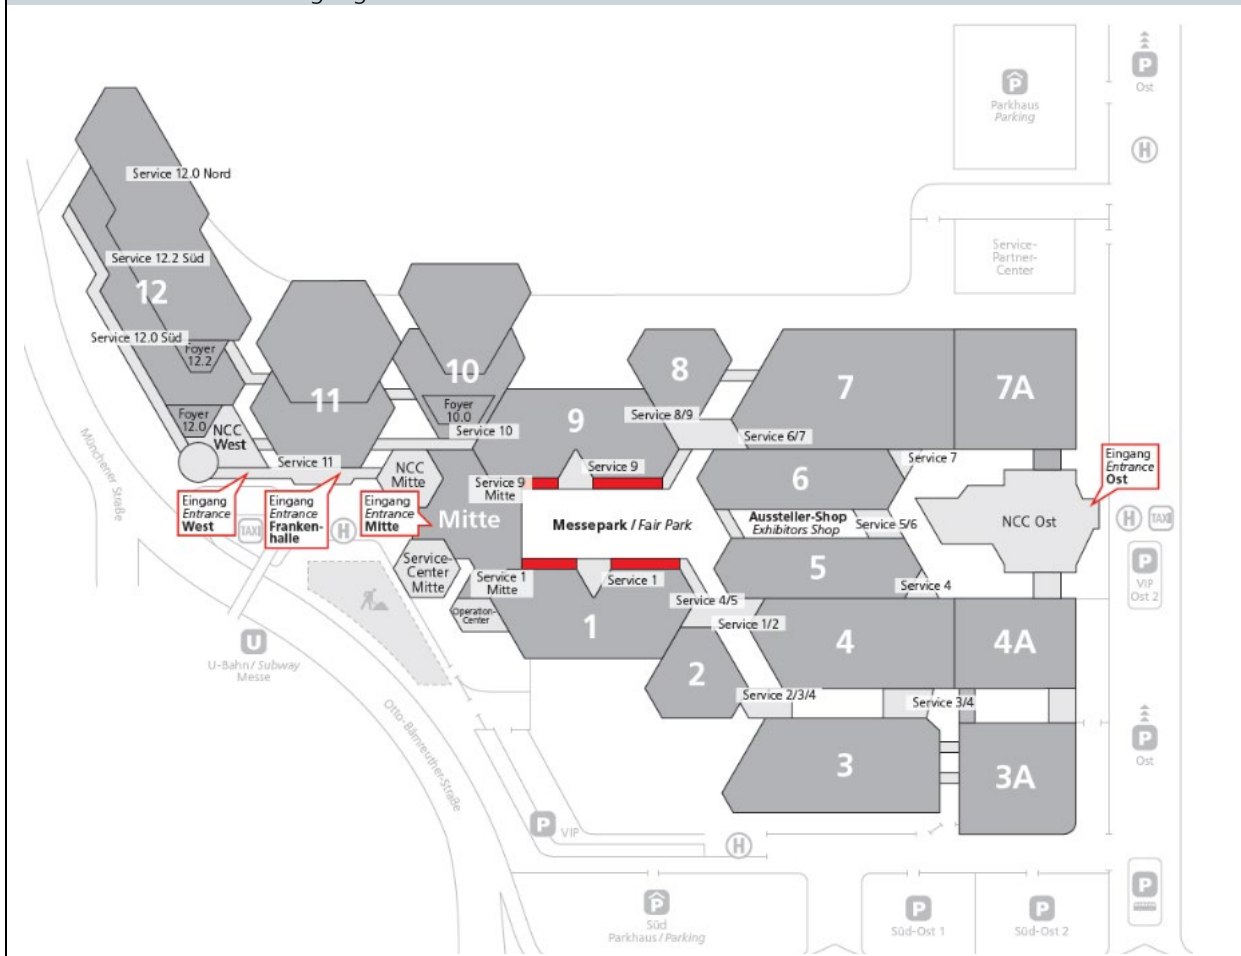 P
Ost
P
Parkhaus
Parking
H
Service 12.0 Nord
Service-
Partner-
Center
Service 12.2 Süd
12
Service 12.0 Süd
Foyer
12.2
10
8
7
7A
11
Foyer
10.0
Foyer
12.0
NCC
West
Service 8/9
9
Service 10
Service 6/7
Service 11
NCC
Mitte
Service 9
Service 7
Eingang
Entrance
Ost
6
Service 9
Mitte
Eingang
Entrance
West
Eingang
Entrance
Franken-
halle
Eingang
Entrance
Mitte
Mitte
Messepark / Fair Park
Aussteller-Shop
Exhibitors Shop
Service 5/6
NCC Ost
H
TAXI
TAXI
H
Münchener Straße
Service-
Center
Mitte
Service 1
Mitte
Service 1
5
Service 4
P
VIP
Ost 2
Service 4/5
Operation-
Center
1
Service 1/2
4
4A
U
U-Bahn / Subway
Messe
2
Service 2/3/4
Service 3/4
Otto-Bärnreuther-Straße
P
Ost
3
3A
P
VIP
H
P
P
Süd
Parkhaus / Parking
P
Süd-Ost 1
P
Süd-Ost 2